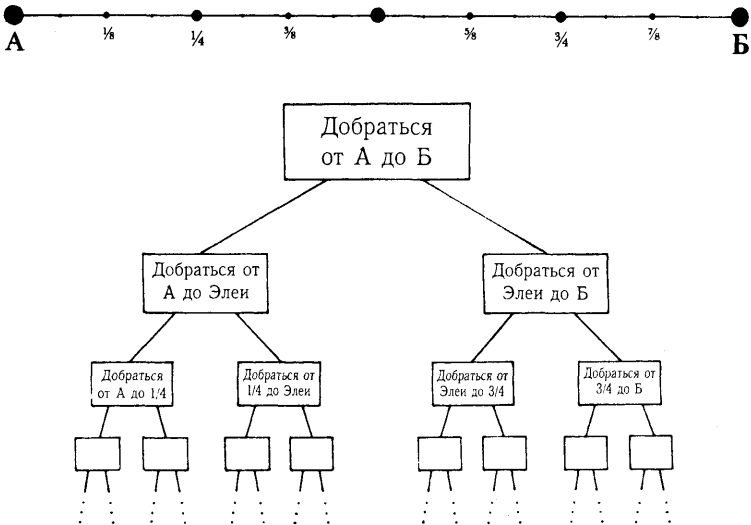 А ⅛ ¼ ⅜ ⅝ ¾ ⅞ Б
Добраться
от А до Б
Добраться от
А до Элеи
Добраться от
Элеи до Б
Добраться
от А до 1/4
Добраться от
1/4 до Элеи
Добраться от
Элеи до 3/4
Добраться от
3/4 до Б